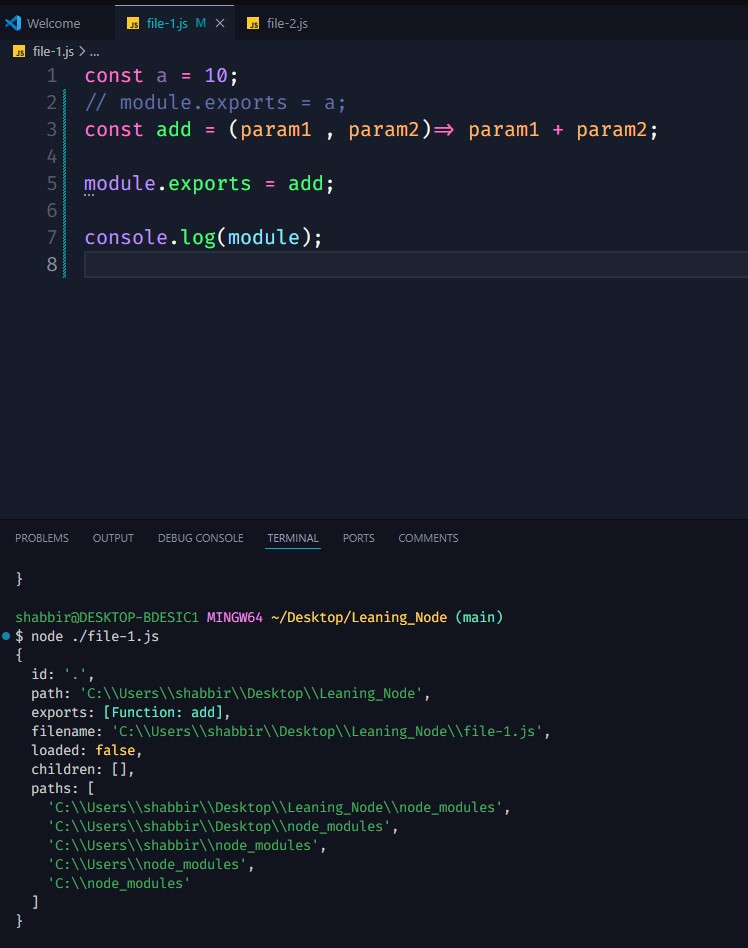 Welcome
JS file-1.js M ×
JS file-2.js
JS file-1.js > ...
1 const a = 10;
2 // module.exports = a;
3 const add = (param1 , param2)=> param1 + param2;
4
5 module.exports = add;
6
7 console.log(module);
8
PROBLEMS OUTPUT DEBUG CONSOLE TERMINAL PORTS COMMENTS
}
shabbir@DESKTOP-BDESIC1 MINGW64 ~/Desktop/Leaning_Node (main)
$ node ./file-1.js
{
  id: '.',
  path: 'C:\\Users\\shabbir\\Desktop\\Leaning_Node',
  exports: [Function: add],
  filename: 'C:\\Users\\shabbir\\Desktop\\Leaning_Node\\file-1.js',
  loaded: false,
  children: [],
  paths: [
    'C:\\Users\\shabbir\\Desktop\\Leaning_Node\\node_modules',
    'C:\\Users\\shabbir\\Desktop\\node_modules',
    'C:\\Users\\shabbir\\node_modules',
    'C:\\Users\\node_modules',
    'C:\\node_modules'
  ]
}